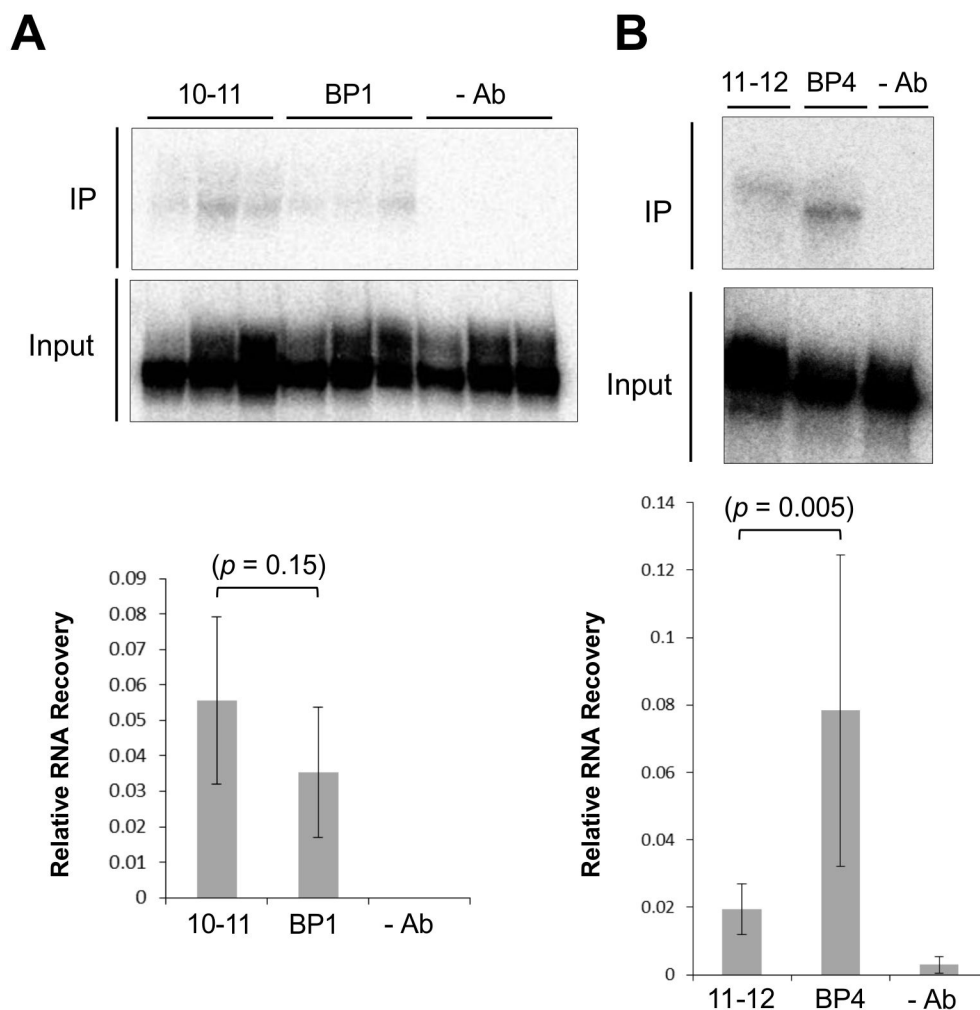 A
10-11 BP1 - Ab
IP
Input
Relative RNA Recovery
(p = 0.15)
0.09
0.08
0.07
0.06
0.05
0.04
0.03
0.02
0.01
0
10-11 BP1 - Ab
B
11-12 BP4 - Ab
IP
Input
Relative RNA Recovery
(p = 0.005)
0.14
0.12
0.1
0.08
0.06
0.04
0.02
0
11-12 BP4 - Ab